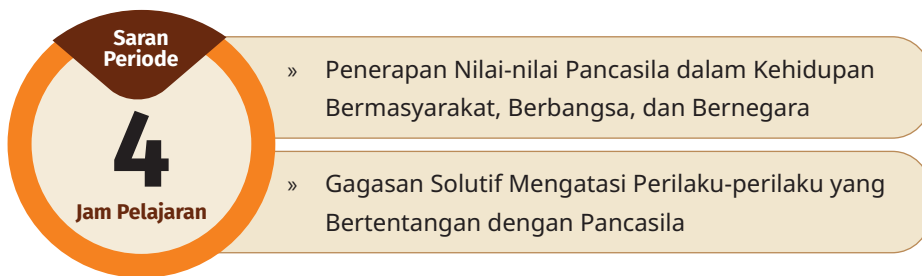 Saran
Periode
4
Jam Pelajaran
» Penerapan Nilai-nilai Pancasila dalam Kehidupan
Bermasyarakat, Berbangsa, dan Bernegara
» Gagasan Solutif Mengatasi Perilaku-perilaku yang
Bertentangan dengan Pancasila